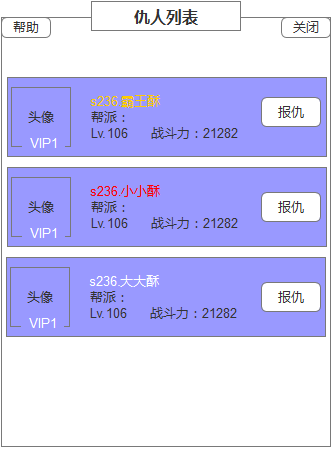 仇人列表
帮助
关闭
s236.霸王酥
头像
帮派：
报仇
Lv.106 战斗力：21282
VIP1
s236.小小酥
头像
帮派：
报仇
Lv.106 战斗力：21282
VIP1
s236.大大酥
头像
帮派：
报仇
Lv.106 战斗力：21282
VIP1